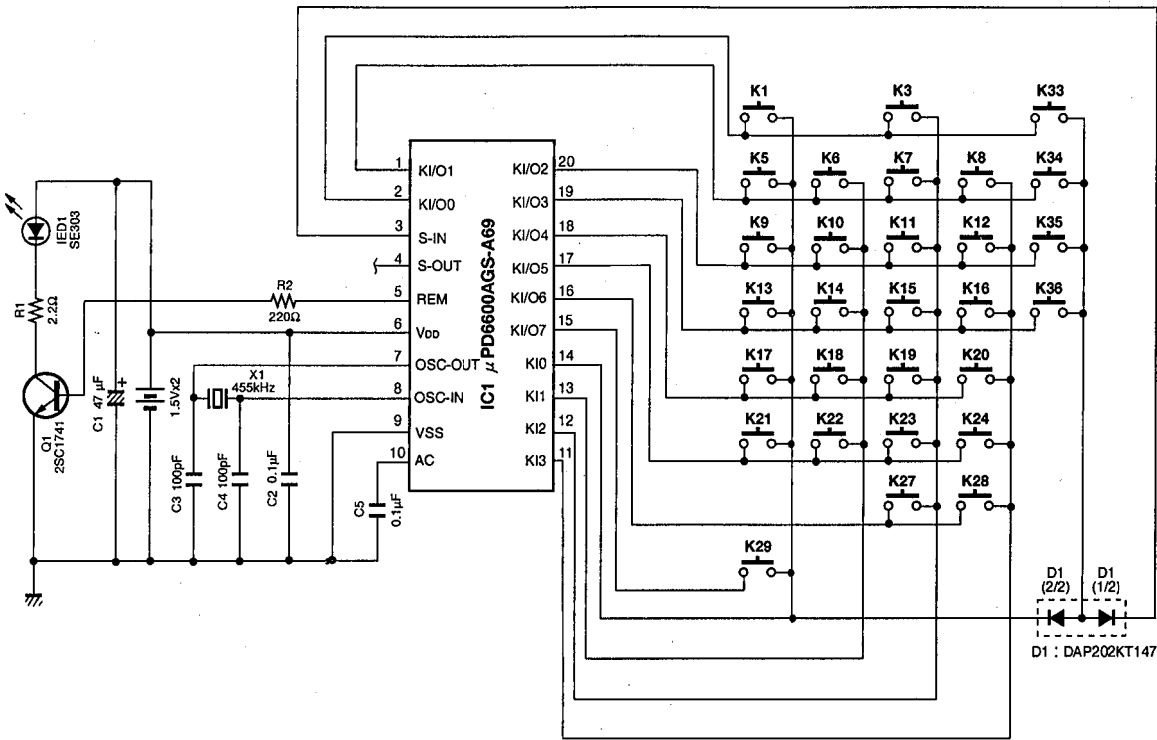 K1 K3 K33
K5 K6 K7 K8 K34
K9 K10 K11 K12 K35
K13 K14 K15 K16 K36
K17 K18 K19 K20
K21 K22 K23 K24
K27 K28
K29
1 KI/O1
2 KI/O0
3 S-IN
4 S-OUT
5 REM
6 VDD
7 OSC-OUT
8 OSC-IN
9 VSS
10 AC
IC1 μPD6600AGS-A69
KI/O2 20
KI/O3 19
KI/O4 18
KI/O5 17
KI/O6 16
KI/O7 15
KI0 14
KI1 13
KI2 12
KI3 11
IED1
SE303
R1
2.2Ω
Q1
2SC1741
C1 47 μF
+
1.5Vx2
R2
220Ω
X1
455kHz
C3 100pF
C4 100pF
C2 0.1μF
C5
0.1μF
D1
(2/2)
D1
(1/2)
D1 : DAP202KT147